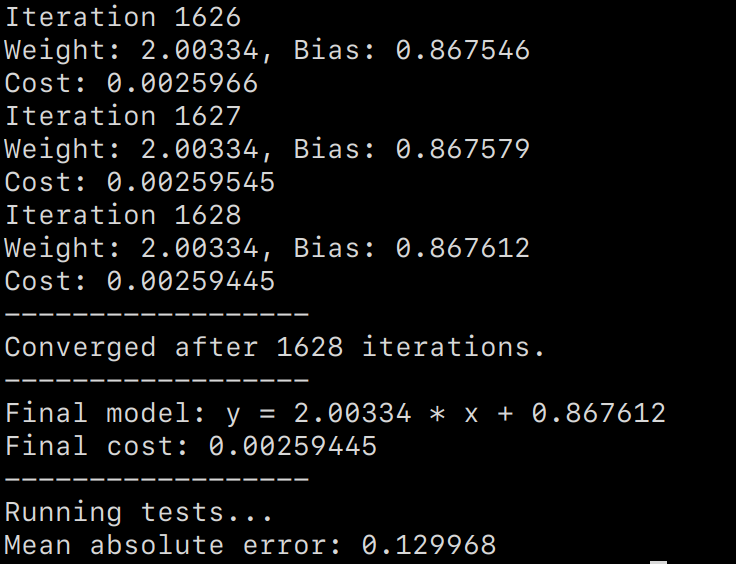 Iteration 1626
Weight: 2.00334, Bias: 0.867546
Cost: 0.0025966
Iteration 1627
Weight: 2.00334, Bias: 0.867579
Cost: 0.00259545
Iteration 1628
Weight: 2.00334, Bias: 0.867612
Cost: 0.00259445
------------------
Converged after 1628 iterations.
------------------
Final model: y = 2.00334 * x + 0.867612
Final cost: 0.00259445
------------------
Running tests...
Mean absolute error: 0.129968